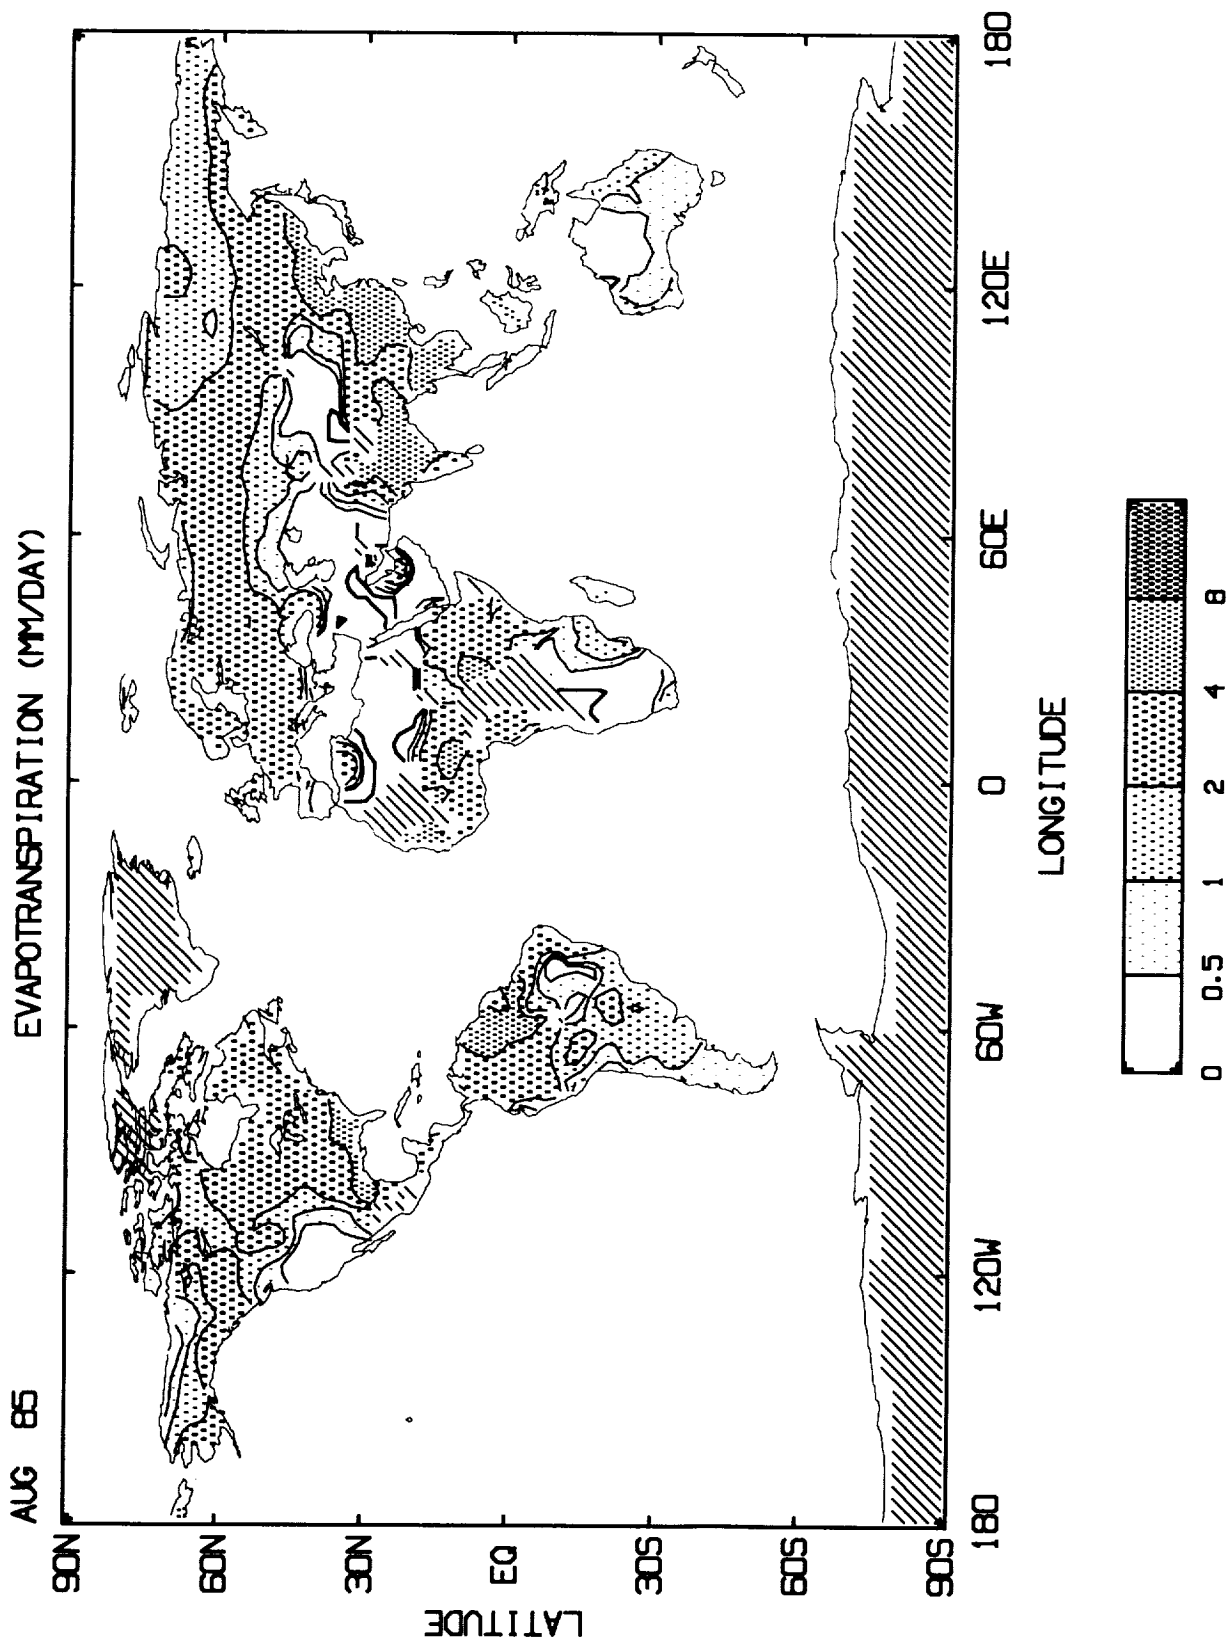 AUG 85
EVAPOTRANSPIRATION (MM/DAY)
90N
60N
30N
EQ
30S
60S
90S
LATITUDE
180 120W 60W 0 60E 120E 180
LONGITUDE
0 0.5 1 2 4 8